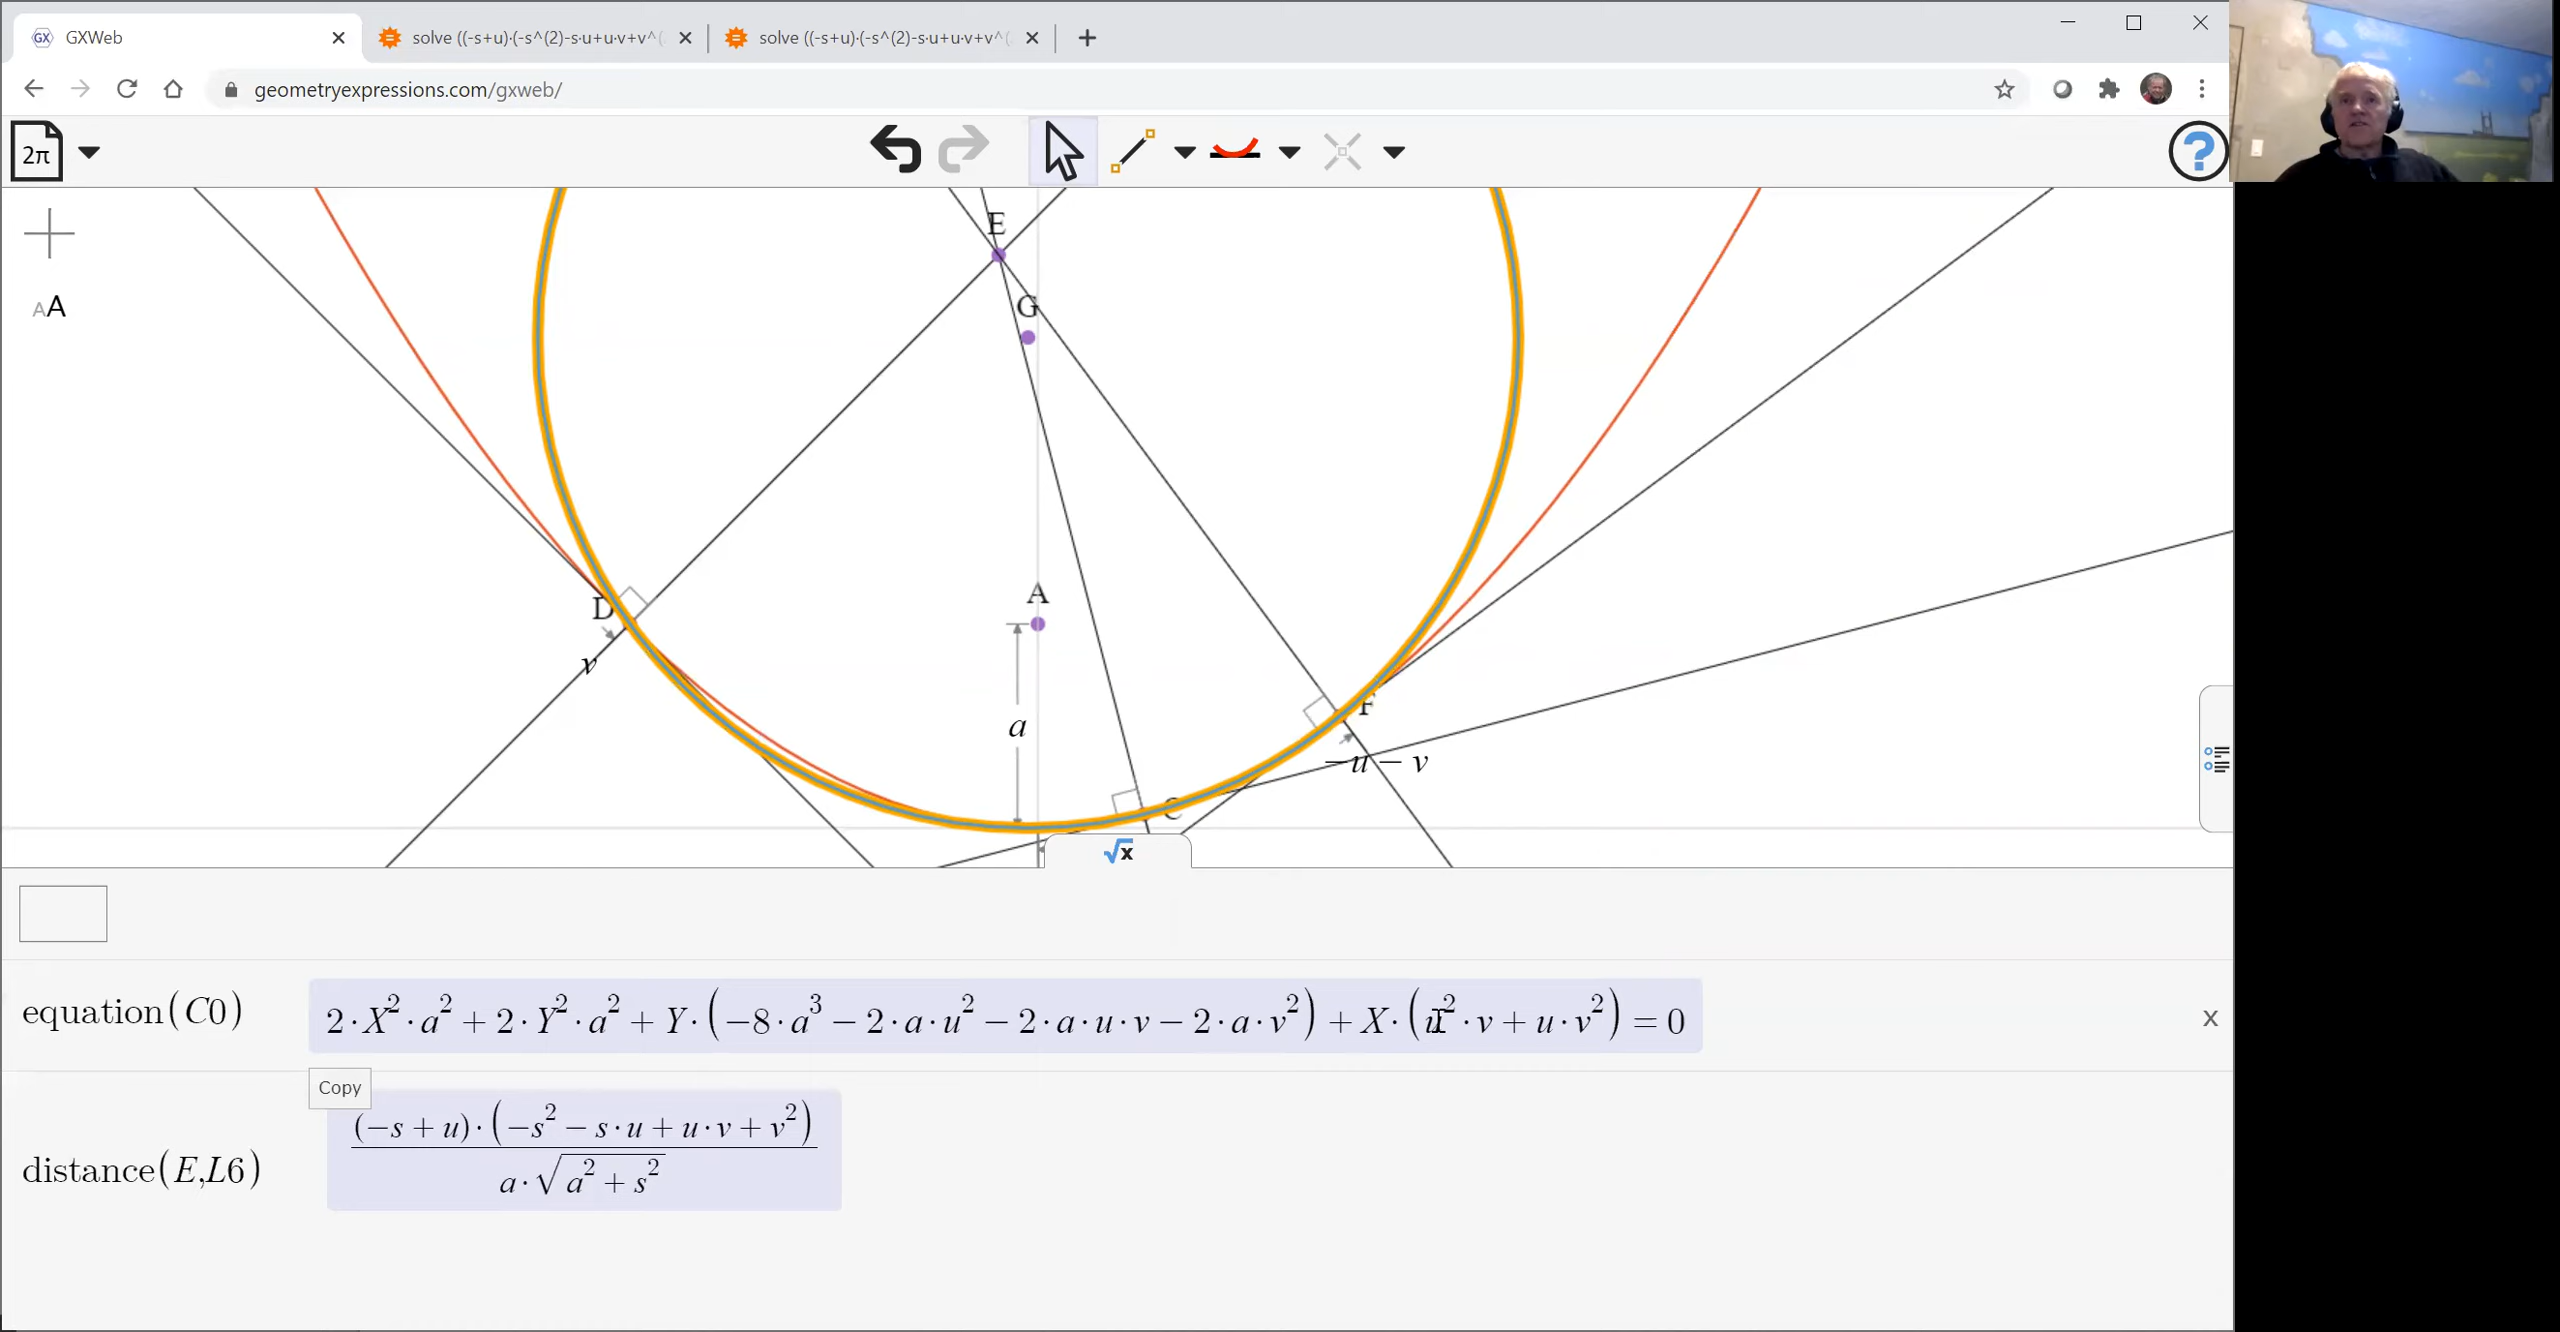 GXWeb
solve ((-s+u)·(-s^(2)-s·u+u·v+v^(
solve ((-s+u)·(-s^(2)-s·u+u·v+v^(
geometryexpressions.com/gxweb/
2π
?
AA
E
G
A
D
v
a
F
-u - v
C
√x
equation(C0) 2·X²·a² + 2·Y²·a² + Y·(-8·a³ - 2·a·u² - 2·a·u·v - 2·a·v²) + X·(u²·v + u·v²) = 0
x
Copy
distance(E,L6) (-s+u)·(-s² - s·u + u·v + v²)
a·√a² + s²